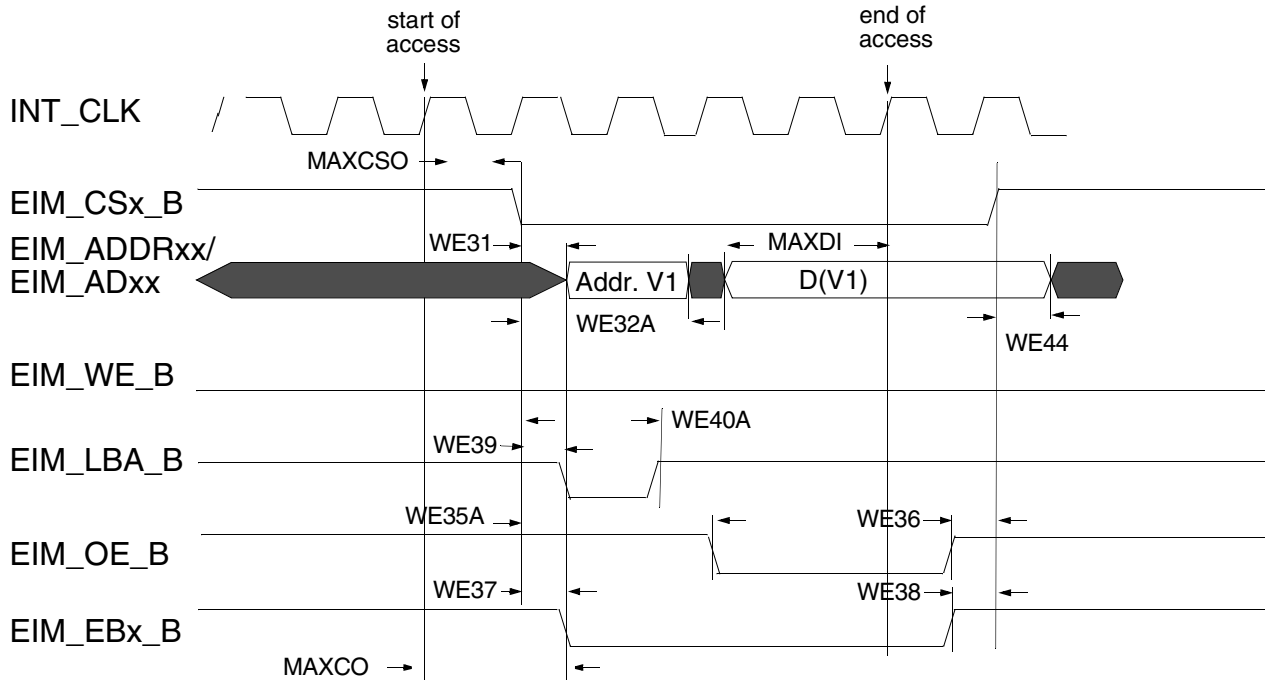 start of
access
end of
access
INT_CLK
MAXCSO
EIM_CSx_B
EIM_ADDRxx/
EIM_ADxx
WE31
MAXDI
Addr. V1
D(V1)
WE32A
WE44
EIM_WE_B
WE40A
WE39
EIM_LBA_B
WE35A
WE36
EIM_OE_B
WE37
WE38
EIM_EBx_B
MAXCO